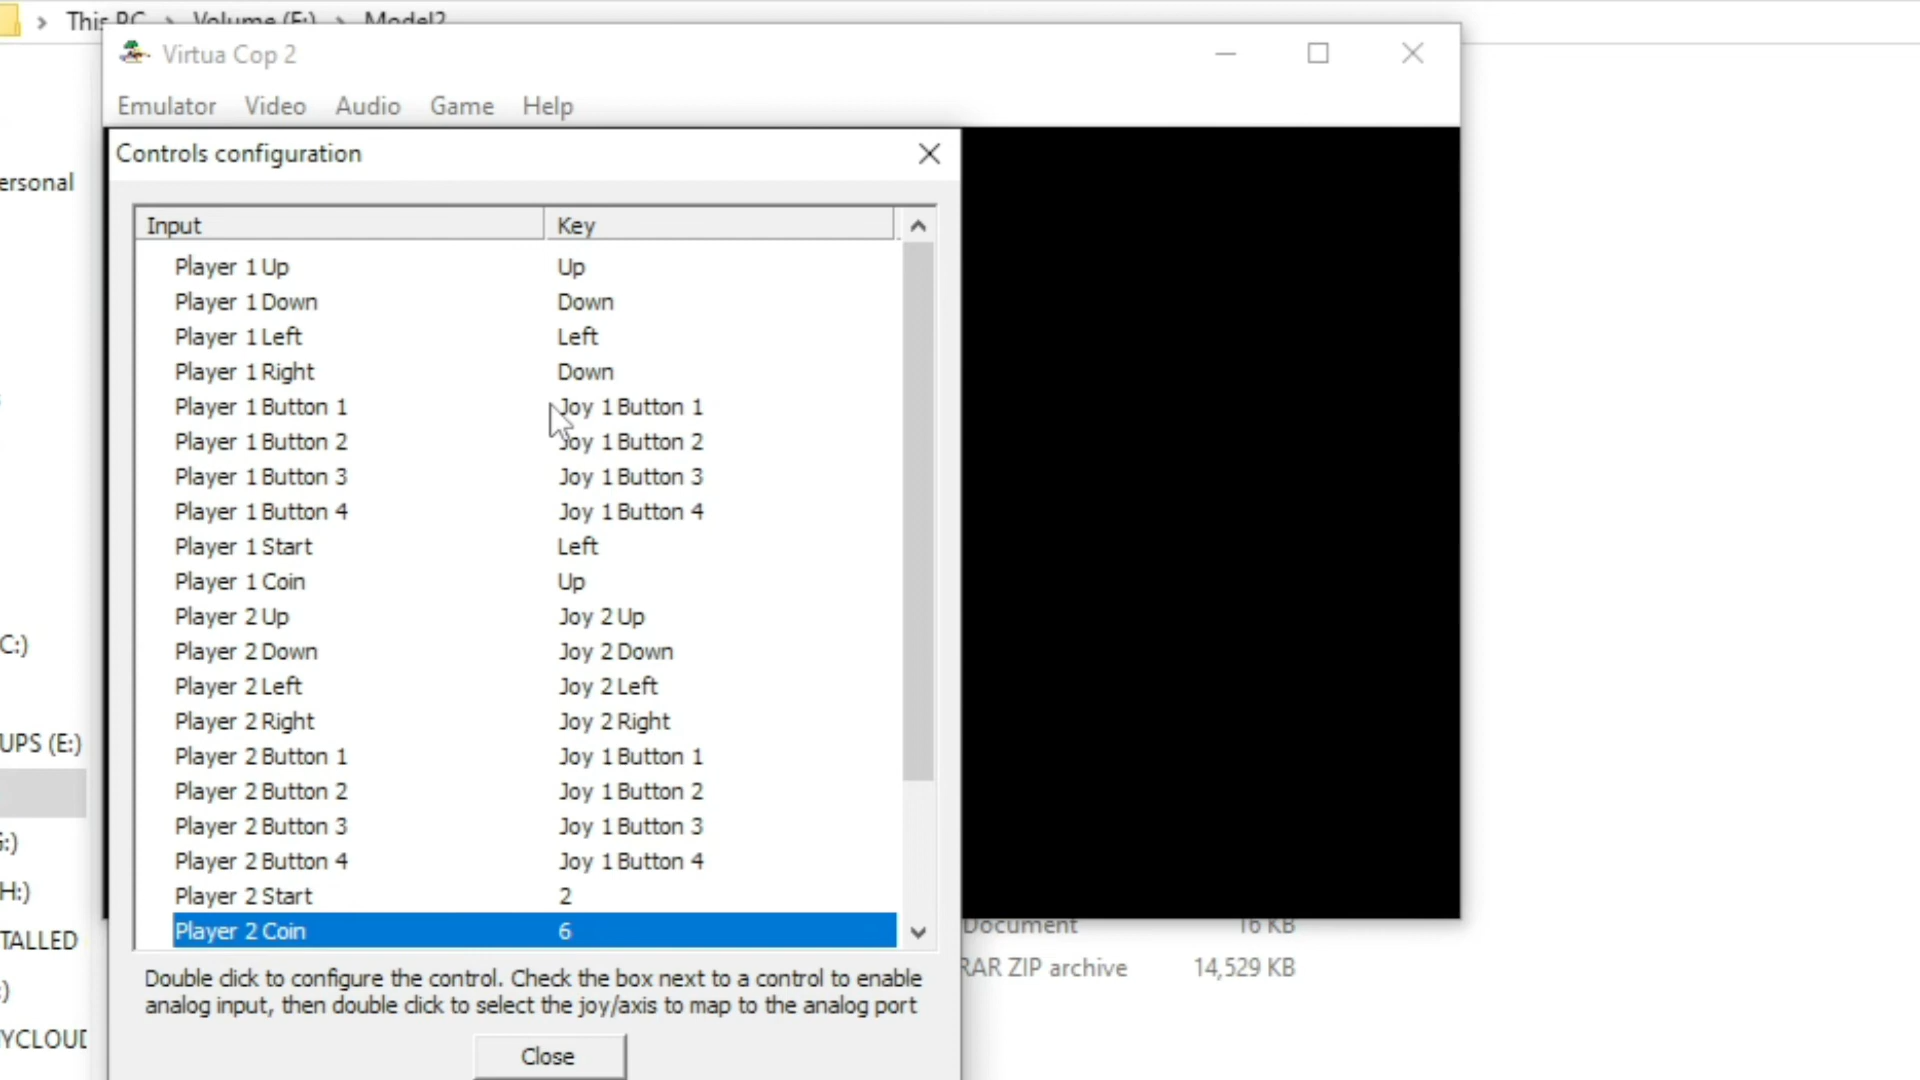 This PC > Volume (F:) > Model2
Virtua Cop 2
Emulator Video Audio Game Help
Controls configuration
ersonal
Input Key
Player 1 Up Up
Player 1 Down Down
Player 1 Left Left
Player 1 Right Down
Player 1 Button 1 Joy 1 Button 1
Player 1 Button 2 Joy 1 Button 2
Player 1 Button 3 Joy 1 Button 3
Player 1 Button 4 Joy 1 Button 4
Player 1 Start Left
Player 1 Coin Up
Player 2 Up Joy 2 Up
C:)
Player 2 Down Joy 2 Down
Player 2 Left Joy 2 Left
Player 2 Right Joy 2 Right
UPS (E:)
Player 2 Button 1 Joy 1 Button 1
Player 2 Button 2 Joy 1 Button 2
Player 2 Button 3 Joy 1 Button 3
Player 2 Button 4 Joy 1 Button 4
H:)
Player 2 Start 2
Player 2 Coin 6
TALLED
Document 16 KB
RAR ZIP archive 14,529 KB
Double click to configure the control. Check the box next to a control to enable
analog input, then double click to select the joy/axis to map to the analog port
YCLOUD
Close